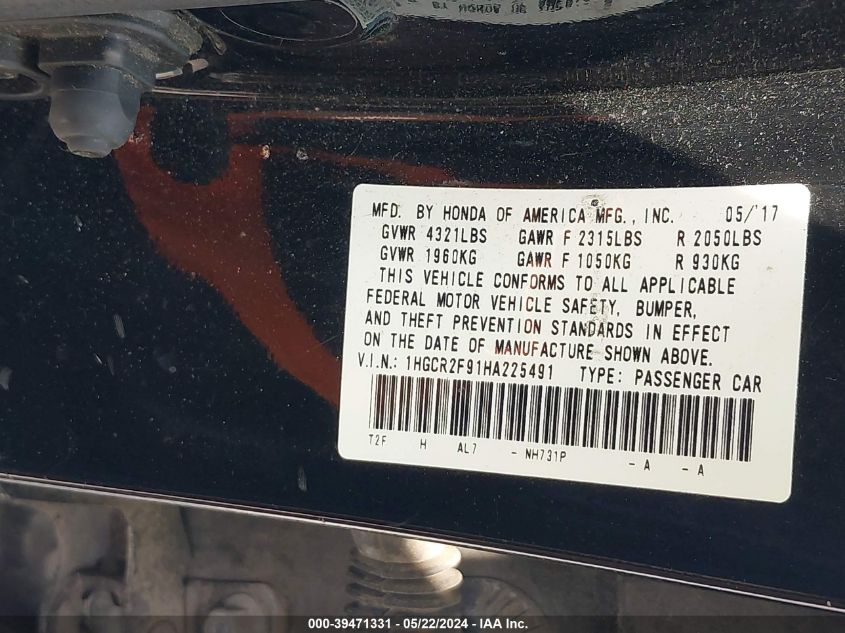 MFD. BY HONDA OF AMERICA MFG., INC. 05/'17
GVWR 4321LBS GAWR F 2315LBS R 2050LBS
GVWR 1960KG GAWR F 1050KG R 930KG
THIS VEHICLE CONFORMS TO ALL APPLICABLE
FEDERAL MOTOR VEHICLE SAFETY, BUMPER,
AND THEFT PREVENTION STANDARDS IN EFFECT
ON THE DATE OF MANUFACTURE SHOWN ABOVE.
V.I.N.: 1HGCR2F91HA225491 TYPE: PASSENGER CAR
T2F H AL7 - NH731P - A - A
000-39471331 - 05/22/2024 - IAA Inc.